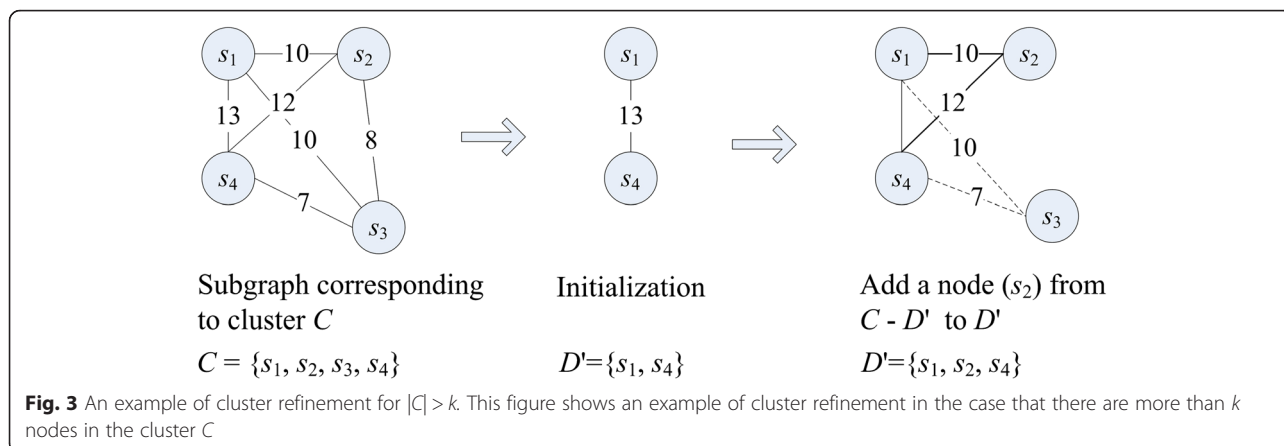 s1 10 s2
13 12 10 8
s4 7 s3
Subgraph corresponding
to cluster C
C = {s1, s2, s3, s4}
s1
13
s4
Initialization
D'={s1, s4}
s1 10 s2
12
10
s4 7 s3
Add a node (s2) from
C - D' to D'
D'={s1, s2, s4}
Fig. 3 An example of cluster refinement for |C| > k. This figure shows an example of cluster refinement in the case that there are more than k
nodes in the cluster C